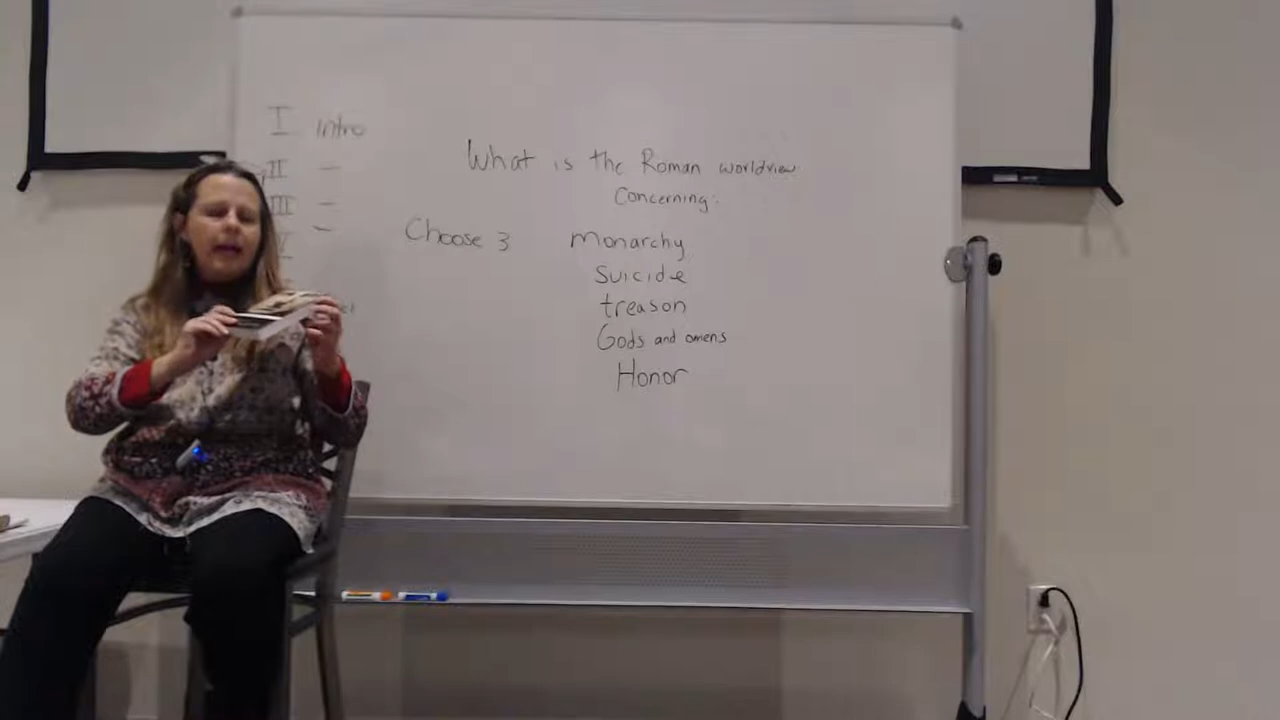 I Intro
II -
III -
What is the Roman worldview
Concerning:
Choose 3
Monarchy
Suicide
treason
Gods and omens
Honor